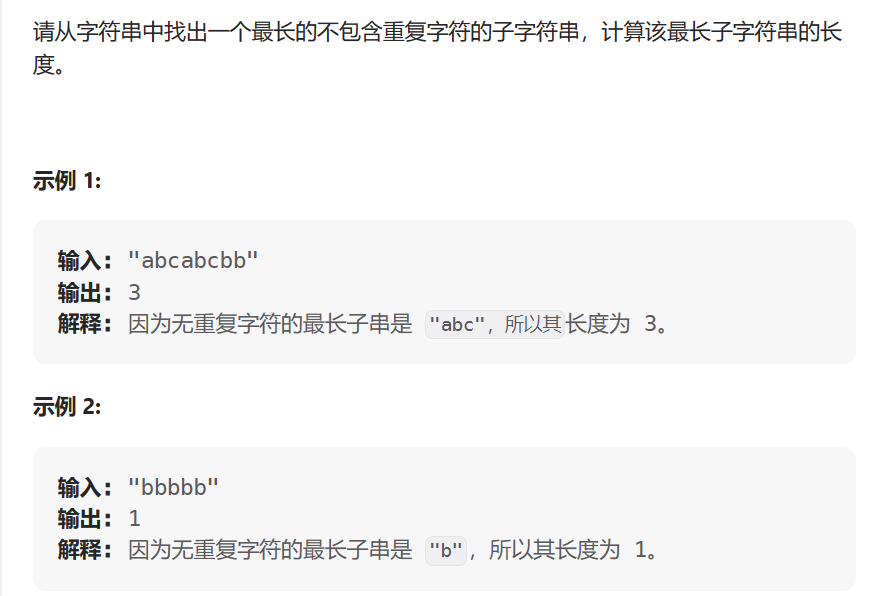 请从字符串中找出一个最长的不包含重复字符的子字符串，计算该最长子字符串的长
度。
示例 1:
输入: "abcabcbb"
输出: 3
解释: 因为无重复字符的最长子串是 "abc"，所以其长度为 3。
示例 2:
输入: "bbbbb"
输出: 1
解释: 因为无重复字符的最长子串是 "b"，所以其长度为 1。